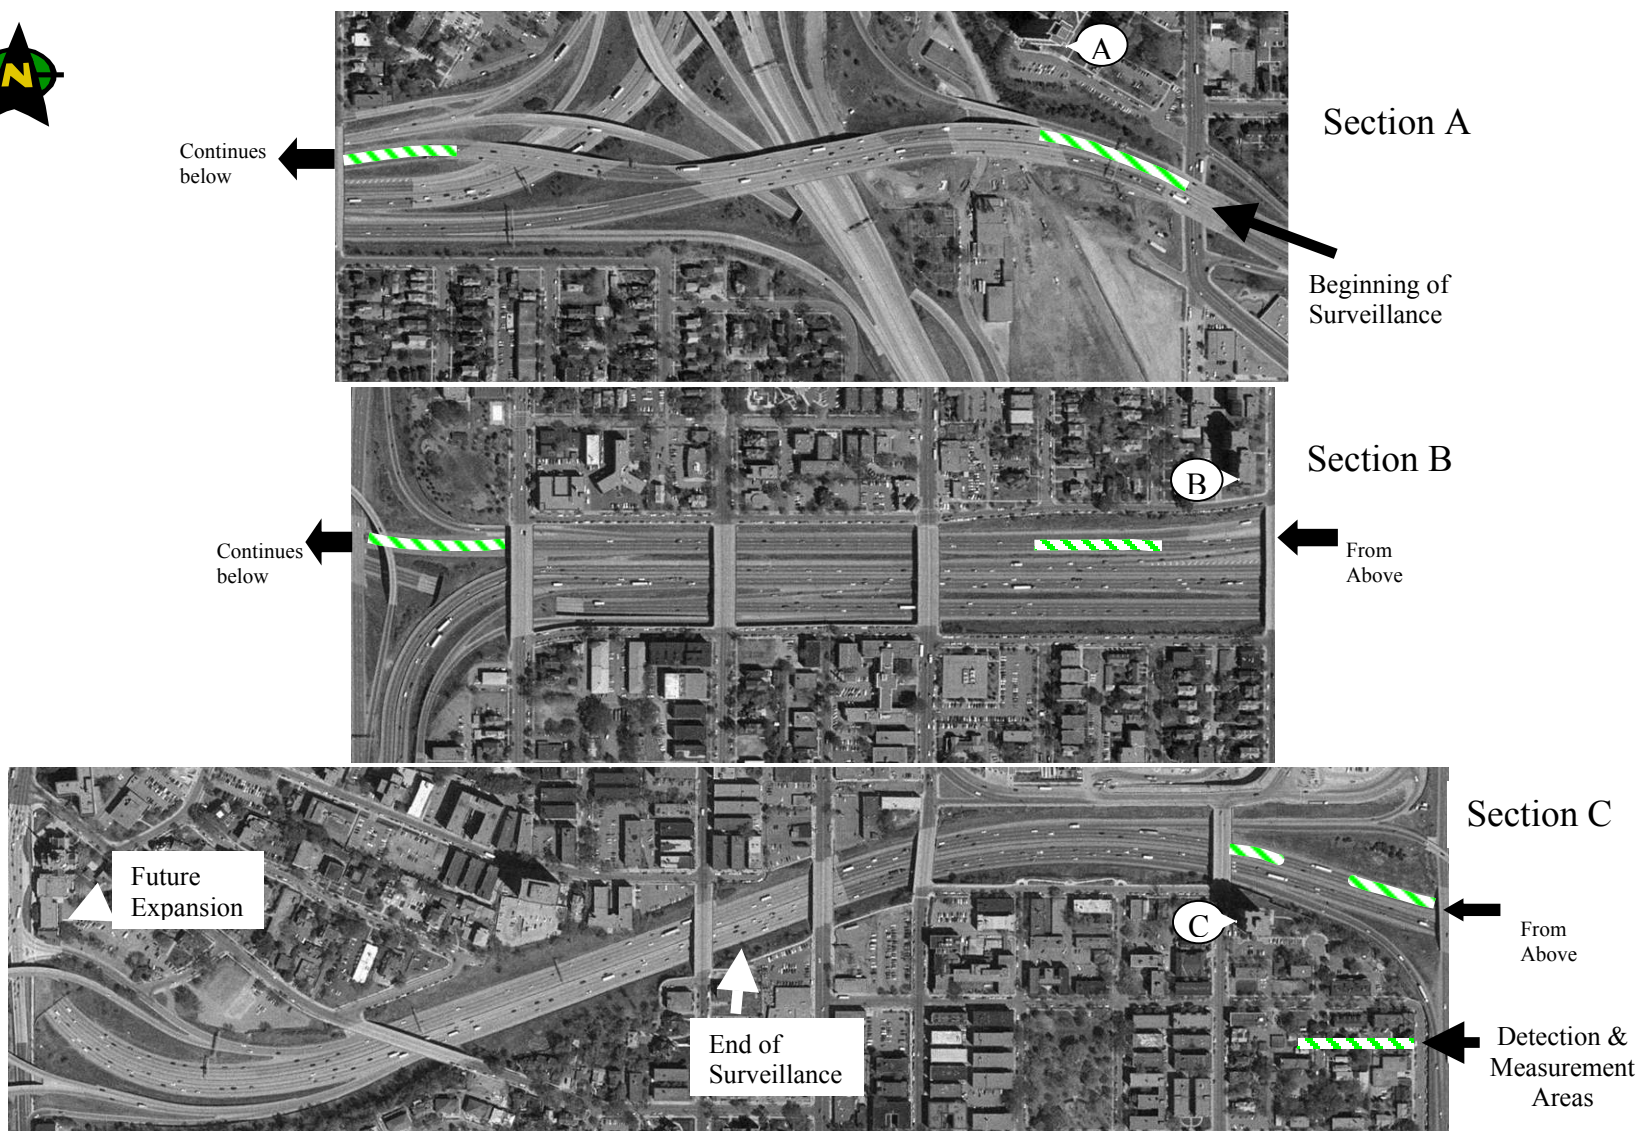 N
A
Section A
Continues
below
Beginning of
Surveillance
Section B
B
Continues
below
From
Above
Section C
Future
Expansion
C
From
Above
End of
Surveillance
Detection &
Measurement
Areas